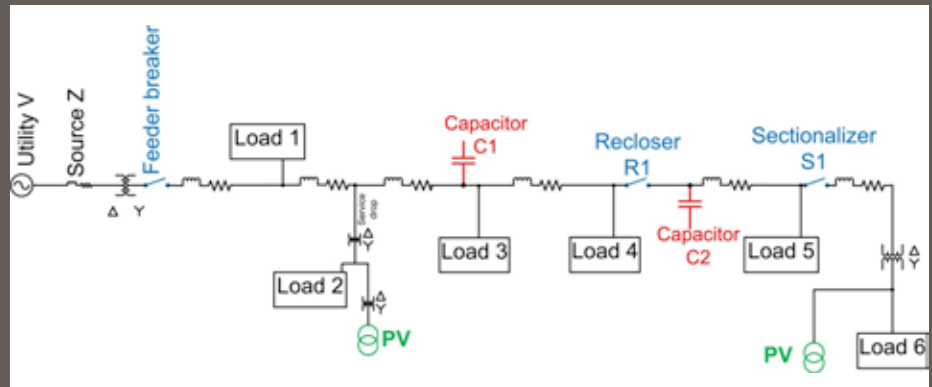 Utility V
Source Z
Δ Y
Feeder breaker
Load 1
Service
drop
Δ
Y
Load 2
Δ
Y
PV
Capacitor
C1
Load 3
Load 4
Recloser
R1
Capacitor
C2
Load 5
Sectionalizer
S1
Δ
Y
PV
Load 6